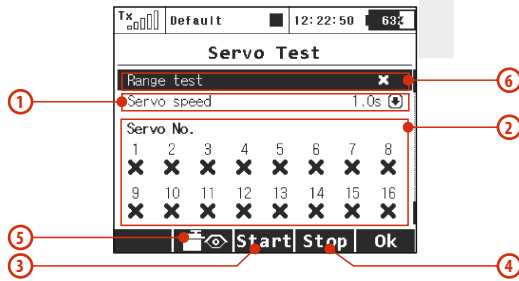 Tx Default 12:22:50 63%
Servo Test
Range test
6
1
Servo speed 1.0s
2
Servo No.
1 2 3 4 5 6 7 8
9 10 11 12 13 14 15 16
5
Start Stop Ok
3
4